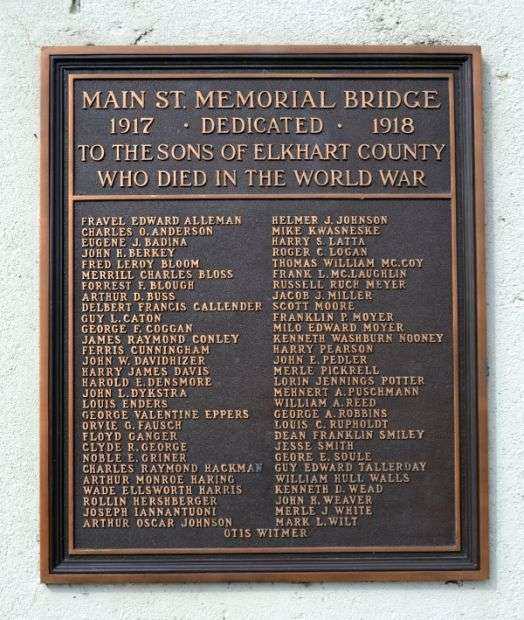 MAIN ST. MEMORIAL BRIDGE
1917 · DEDICATED · 1918
TO THE SONS OF ELKHART COUNTY
WHO DIED IN THE WORLD WAR
FRAVEL EDWARD ALLEMAN
CHARLES O. ANDERSON
EUGENE J. BADINA
JOHN H. BERKEY
FRED LEROY BLOOM
MERRILL CHARLES BLOSS
FORREST F. BLOUGH
ARTHUR D. BUSS
DELBERT FRANCIS CALLENDER
GUY L. CATON
GEORGE F. COGGAN
JAMES RAYMOND CONLEY
FERRIS CUNNINGHAM
JOHN W. DAVIDHIZER
HARRY JAMES DAVIS
HAROLD E. DENSMORE
JOHN L. DYKSTRA
LOUIS ENDERS
GEORGE VALENTINE EPPERS
ORVIE G. FAUSCH
FLOYD GANGER
CLYDE R. GEORGE
NOBLE E. GRINER
CHARLES RAYMOND HACKMAN
ARTHUR MONROE HARING
WADE ELLSWORTH HARRIS
ROLLIN HERSHBERGER
JOSEPH IANNANTUONI
ARTHUR OSCAR JOHNSON
HELMER J. JOHNSON
MIKE KWASNESKE
HARRY S. LATTA
ROGER C. LOGAN
THOMAS WILLIAM MC.COY
FRANK L. MC.LAUGHLIN
RUSSELL RUCH MEYER
JACOB J. MILLER
SCOTT MOORE
FRANKLIN P. MOYER
MILO EDWARD MOYER
KENNETH WASHBURN NOONEY
HARRY PEARSON
JOHN E. PEDLER
MERLE PICKRELL
LORIN JENNINGS POTTER
MEHNERT A. PUSCHMANN
WILLIAM A. REED
GEORGE A. ROBBINS
LOUIS C. RUPHOLDT
DEAN FRANKLIN SMILEY
JESSE SMITH
GEORE E. SOULE
GUY EDWARD TALLERDAY
WILLIAM HULL WALLS
KENNETH D. WEAD
JOHN H. WEAVER
MERLE J. WHITE
MARK L. WILT
OTIS WITMER